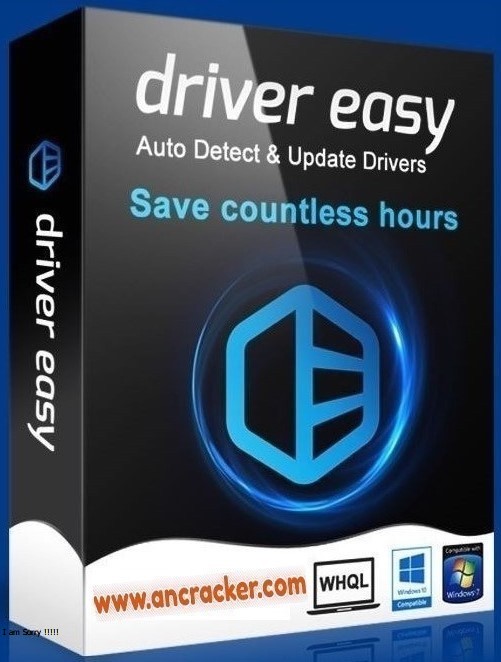 driver easy
Auto Detect & Update Drivers
Save countless hours
driver easy
www.ancracker.com
WHQL
Windows 10
Compatible
Compatible with
Windows 7
I am Sorry !!!!!